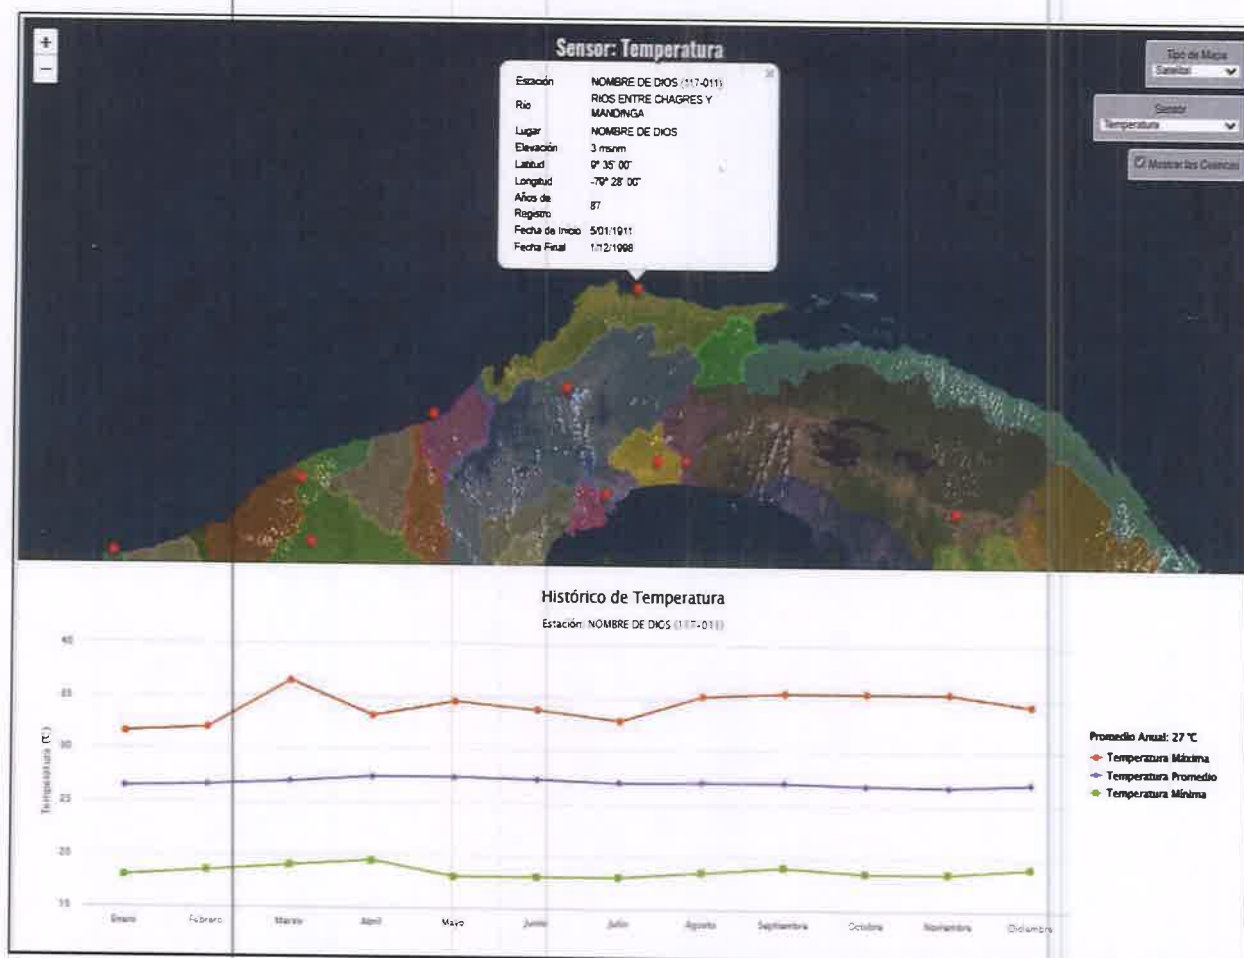 +
−
Sensor: Temperatura
Tipo de Mapa
Satelital
Sensor
Temperatura
Mostrar las Cuencas
×
Estación NOMBRE DE DIOS (117-011)
Río RIOS ENTRE CHAGRES Y
MANDINGA
Lugar NOMBRE DE DIOS
Elevación 3 msnm
Latitud 9° 35' 00"
Longitud -79° 28' 00"
Años de
Registro 87
Fecha de Inicio 5/01/1911
Fecha Final 1/12/1998
Histórico de Temperatura
Estación: NOMBRE DE DIOS (117-011)
Temperatura (°C)
40
35
30
25
20
15
Enero Febrero Marzo Abril Mayo Junio Julio Agosto Septiembre Octubre Noviembre Diciembre
Promedio Anual: 27 °C
Temperatura Máxima
Temperatura Promedio
Temperatura Mínima